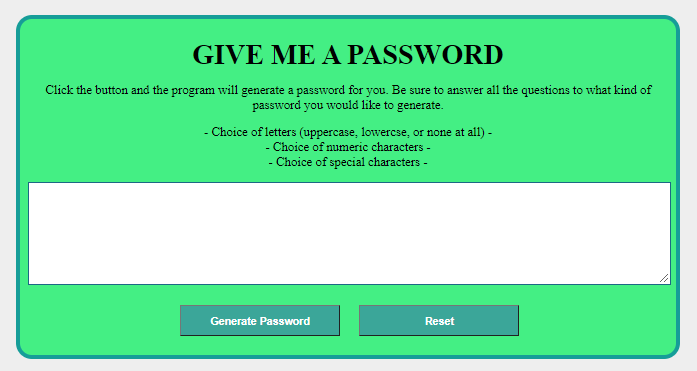 GIVE ME A PASSWORD
Click the button and the program will generate a password for you. Be sure to answer all the questions to what kind of
password you would like to generate.
- Choice of letters (uppercase, lowercse, or none at all) -
- Choice of numeric characters -
- Choice of special characters -
Generate Password
Reset